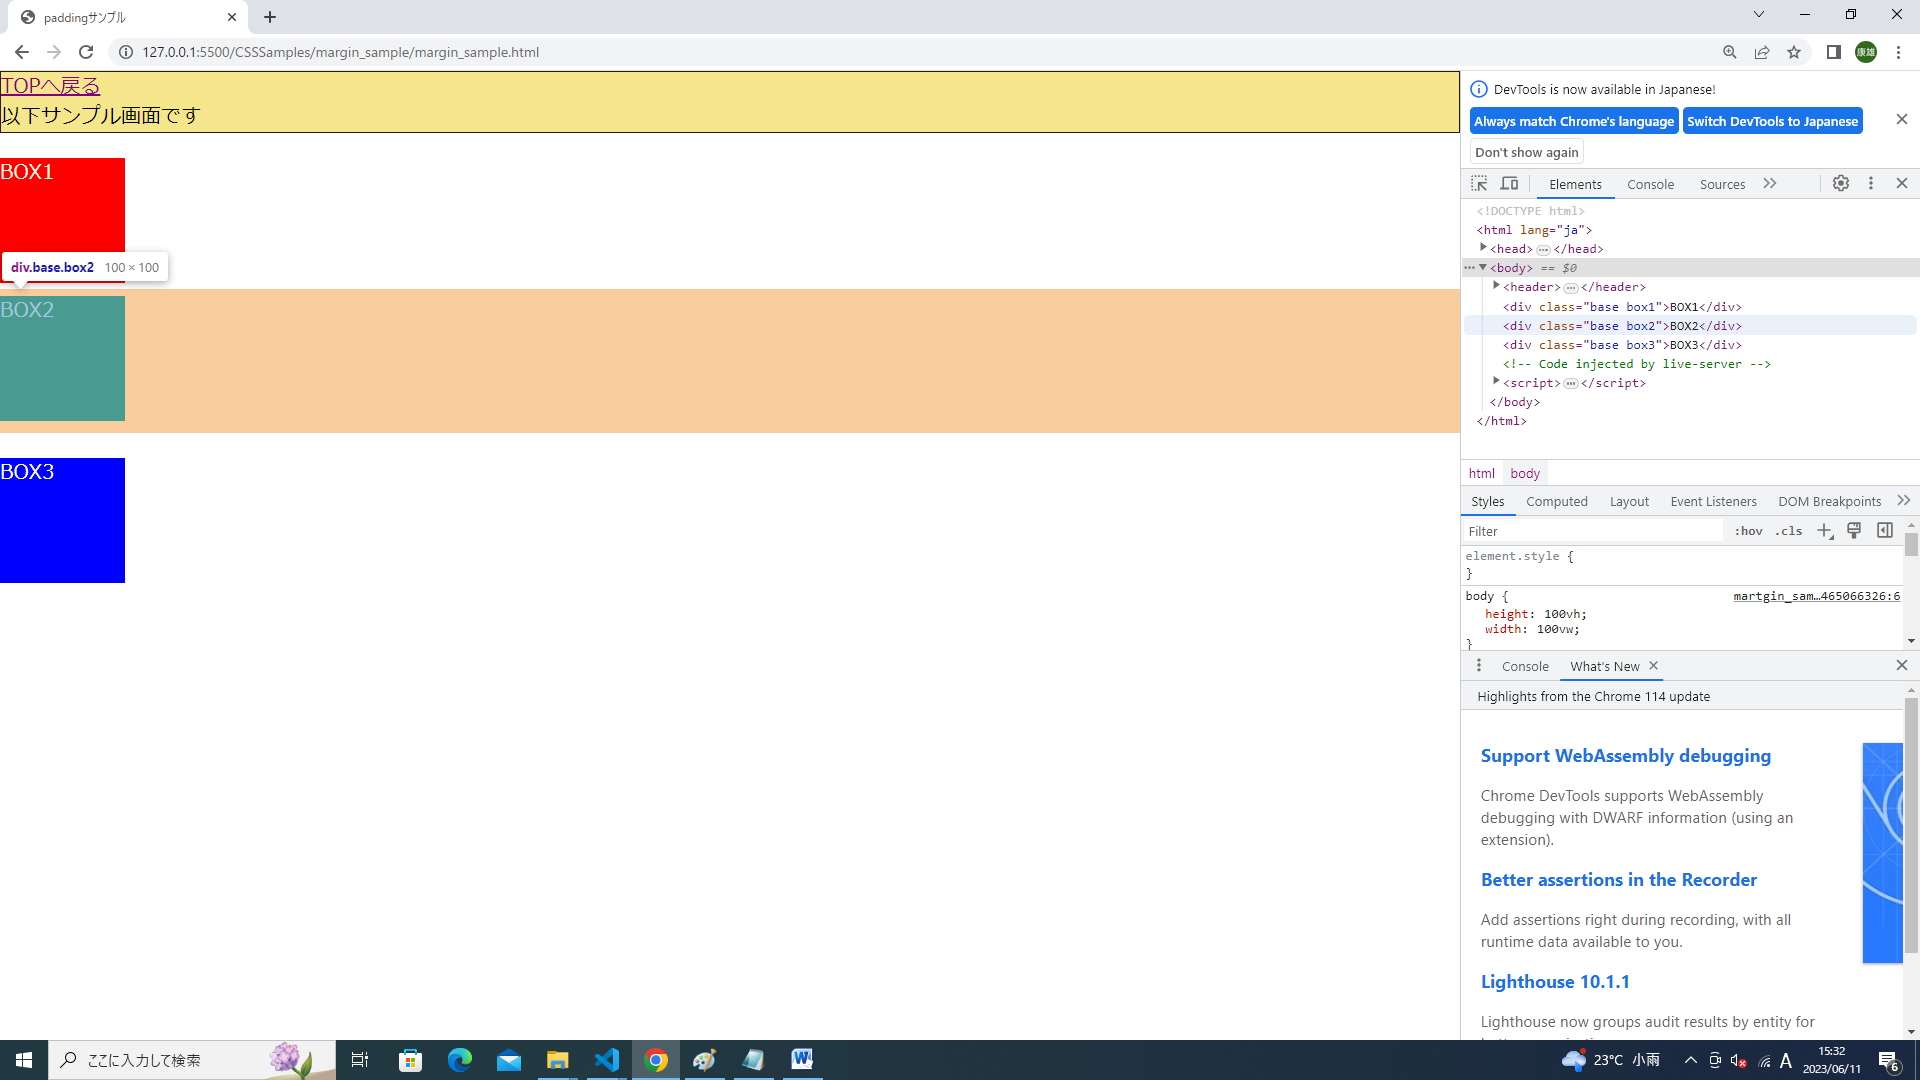 paddingサンプル
127.0.0.1:5500/CSSSamples/margin_sample/margin_sample.html
康雄
TOPへ戻る
以下サンプル画面です
BOX1
div.base.box2 100 × 100
BOX2
BOX3
DevTools is now available in Japanese!
Always match Chrome's language Switch DevTools to Japanese
Don't show again
Elements Console Sources
<!DOCTYPE html>
<html lang="ja">
<head>…</head>
<body> == $0
<header>…</header>
<div class="base box1">BOX1</div>
<div class="base box2">BOX2</div>
<div class="base box3">BOX3</div>
<!-- Code injected by live-server -->
<script>…</script>
</body>
</html>
html body
Styles Computed Layout Event Listeners DOM Breakpoints
Filter :hov .cls
element.style {
}
body { martgin_sam…465066326:6
height: 100vh;
width: 100vw;
}
Console What's New
Highlights from the Chrome 114 update
Support WebAssembly debugging
Chrome DevTools supports WebAssembly
debugging with DWARF information (using an
extension).
Better assertions in the Recorder
Add assertions right during recording, with all
runtime data available to you.
Lighthouse 10.1.1
Lighthouse now groups audit results by entity for
ここに入力して検索
23°C 小雨
A
15:32
2023/06/11
6